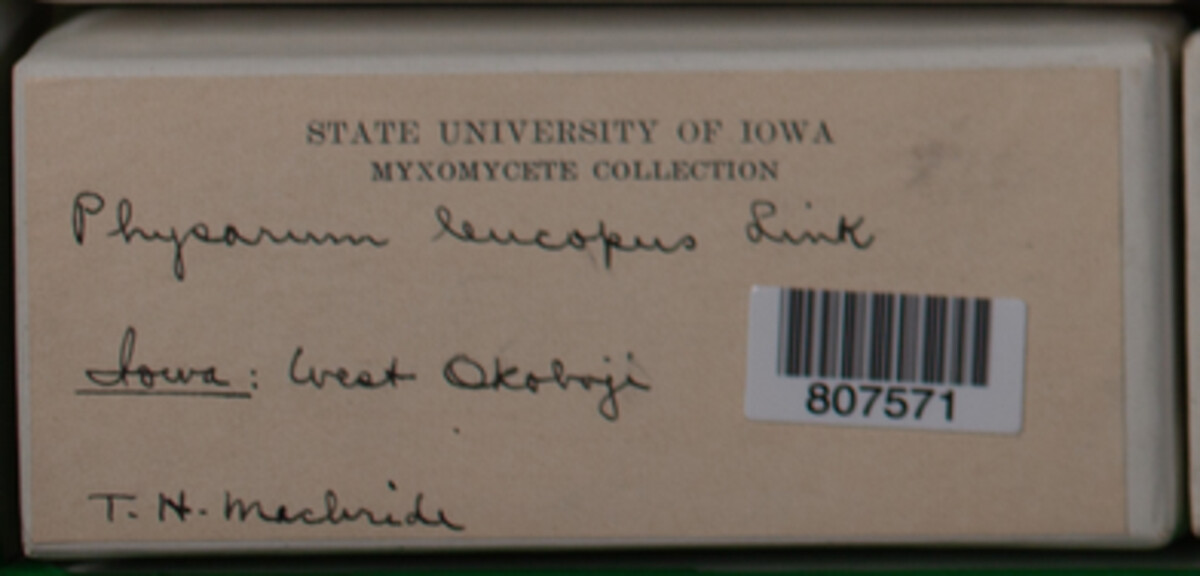 STATE UNIVERSITY OF IOWA
MYXOMYCETE COLLECTION
Physarum leucopus Link
Iowa: West Okoboji
807571
T. H. Macbride